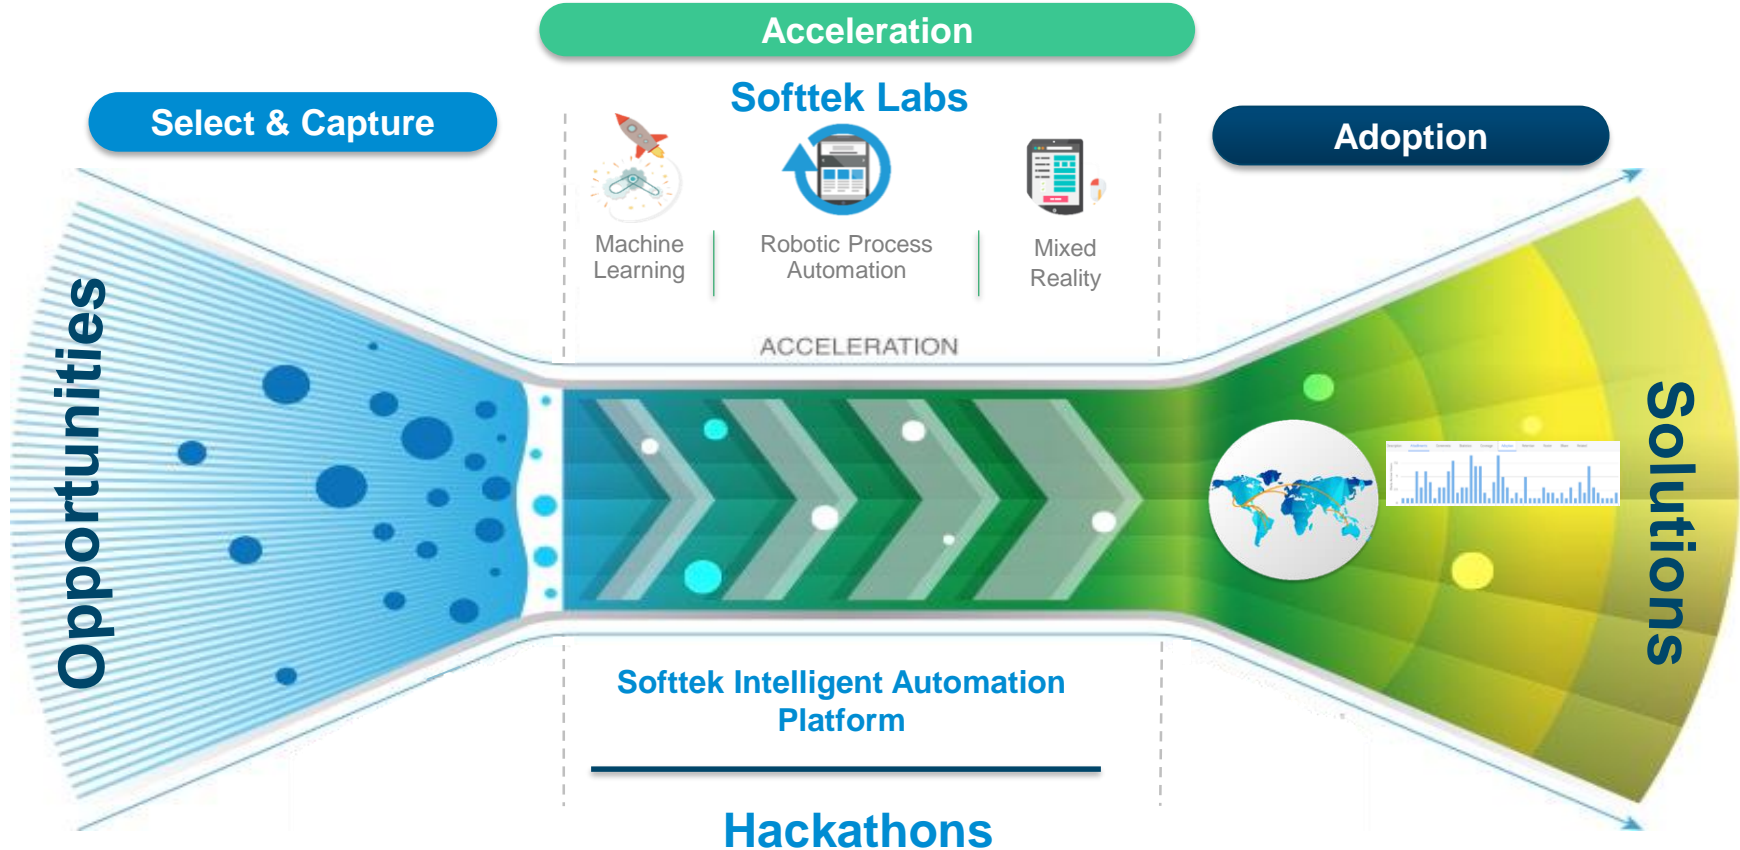 Acceleration
Select & Capture
Softtek Labs
Adoption
Machine
Learning
Robotic Process
Automation
Mixed
Reality
ACCELERATION
Opportunities
Solutions
Softtek Intelligent Automation
Platform
Hackathons